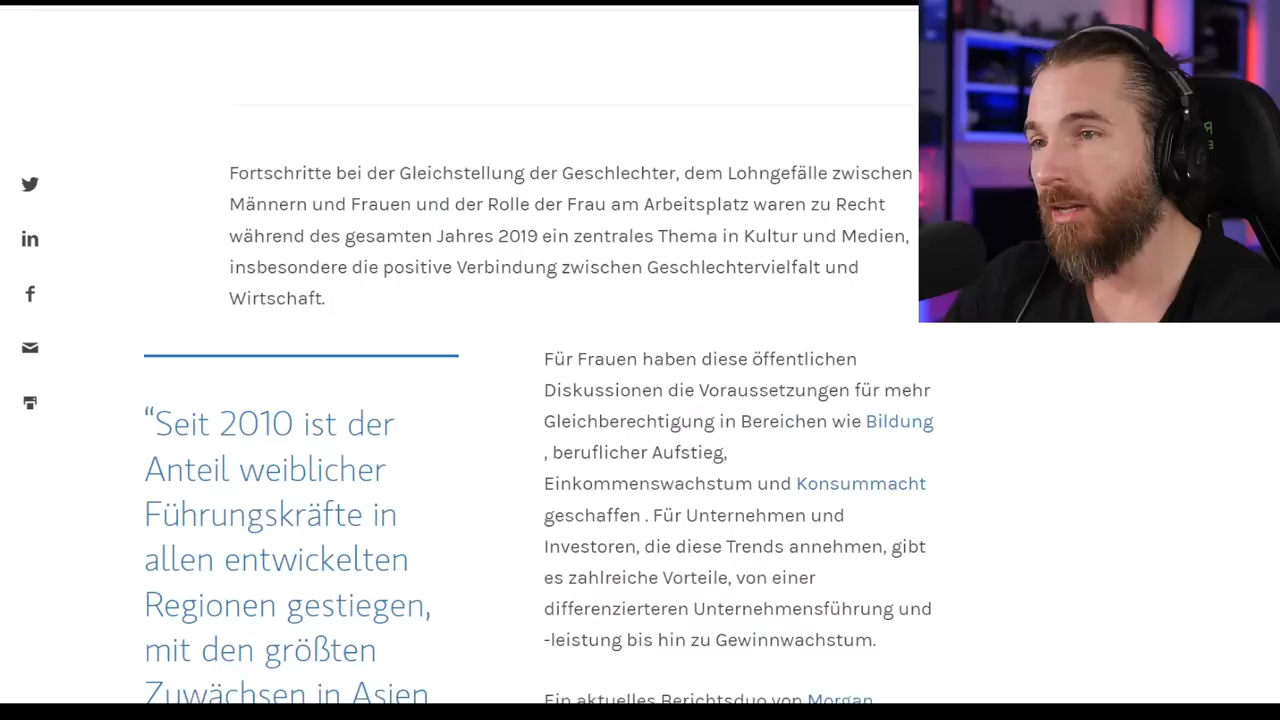 Fortschritte bei der Gleichstellung der Geschlechter, dem Lohngefälle zwischen
Männern und Frauen und der Rolle der Frau am Arbeitsplatz waren zu Recht
während des gesamten Jahres 2019 ein zentrales Thema in Kultur und Medien,
insbesondere die positive Verbindung zwischen Geschlechtervielfalt und
Wirtschaft.
“Seit 2010 ist der
Anteil weiblicher
Führungskräfte in
allen entwickelten
Regionen gestiegen,
mit den größten
Zuwächsen in Asien
Für Frauen haben diese öffentlichen
Diskussionen die Voraussetzungen für mehr
Gleichberechtigung in Bereichen wie Bildung
, beruflicher Aufstieg,
Einkommenswachstum und Konsummacht
geschaffen . Für Unternehmen und
Investoren, die diese Trends annehmen, gibt
es zahlreiche Vorteile, von einer
differenzierteren Unternehmensführung und
-leistung bis hin zu Gewinnwachstum.
Ein aktuelles Berichtsduo von Morgan